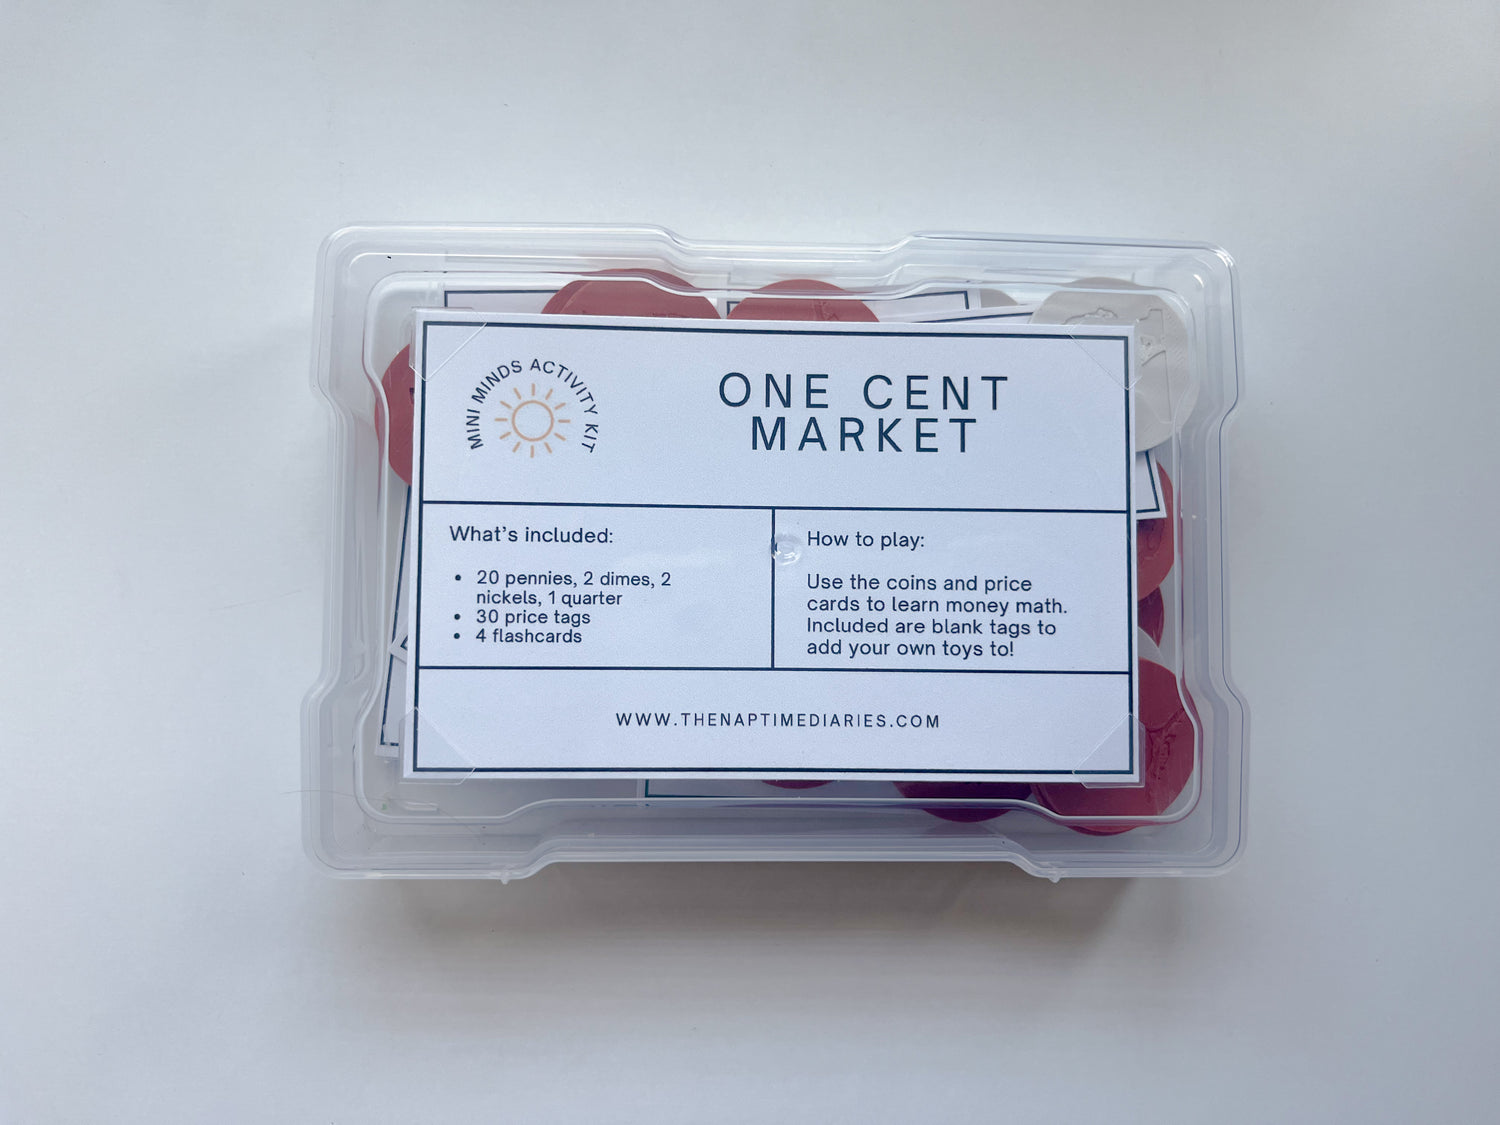 MINI MINDS ACTIVITY KIT
ONE CENT
MARKET
What's included:
• 20 pennies, 2 dimes, 2
nickels, 1 quarter
• 30 price tags
• 4 flashcards
How to play:
Use the coins and price
cards to learn money math.
Included are blank tags to
add your own toys to!
WWW.THENAPTIMEDIARIES.COM